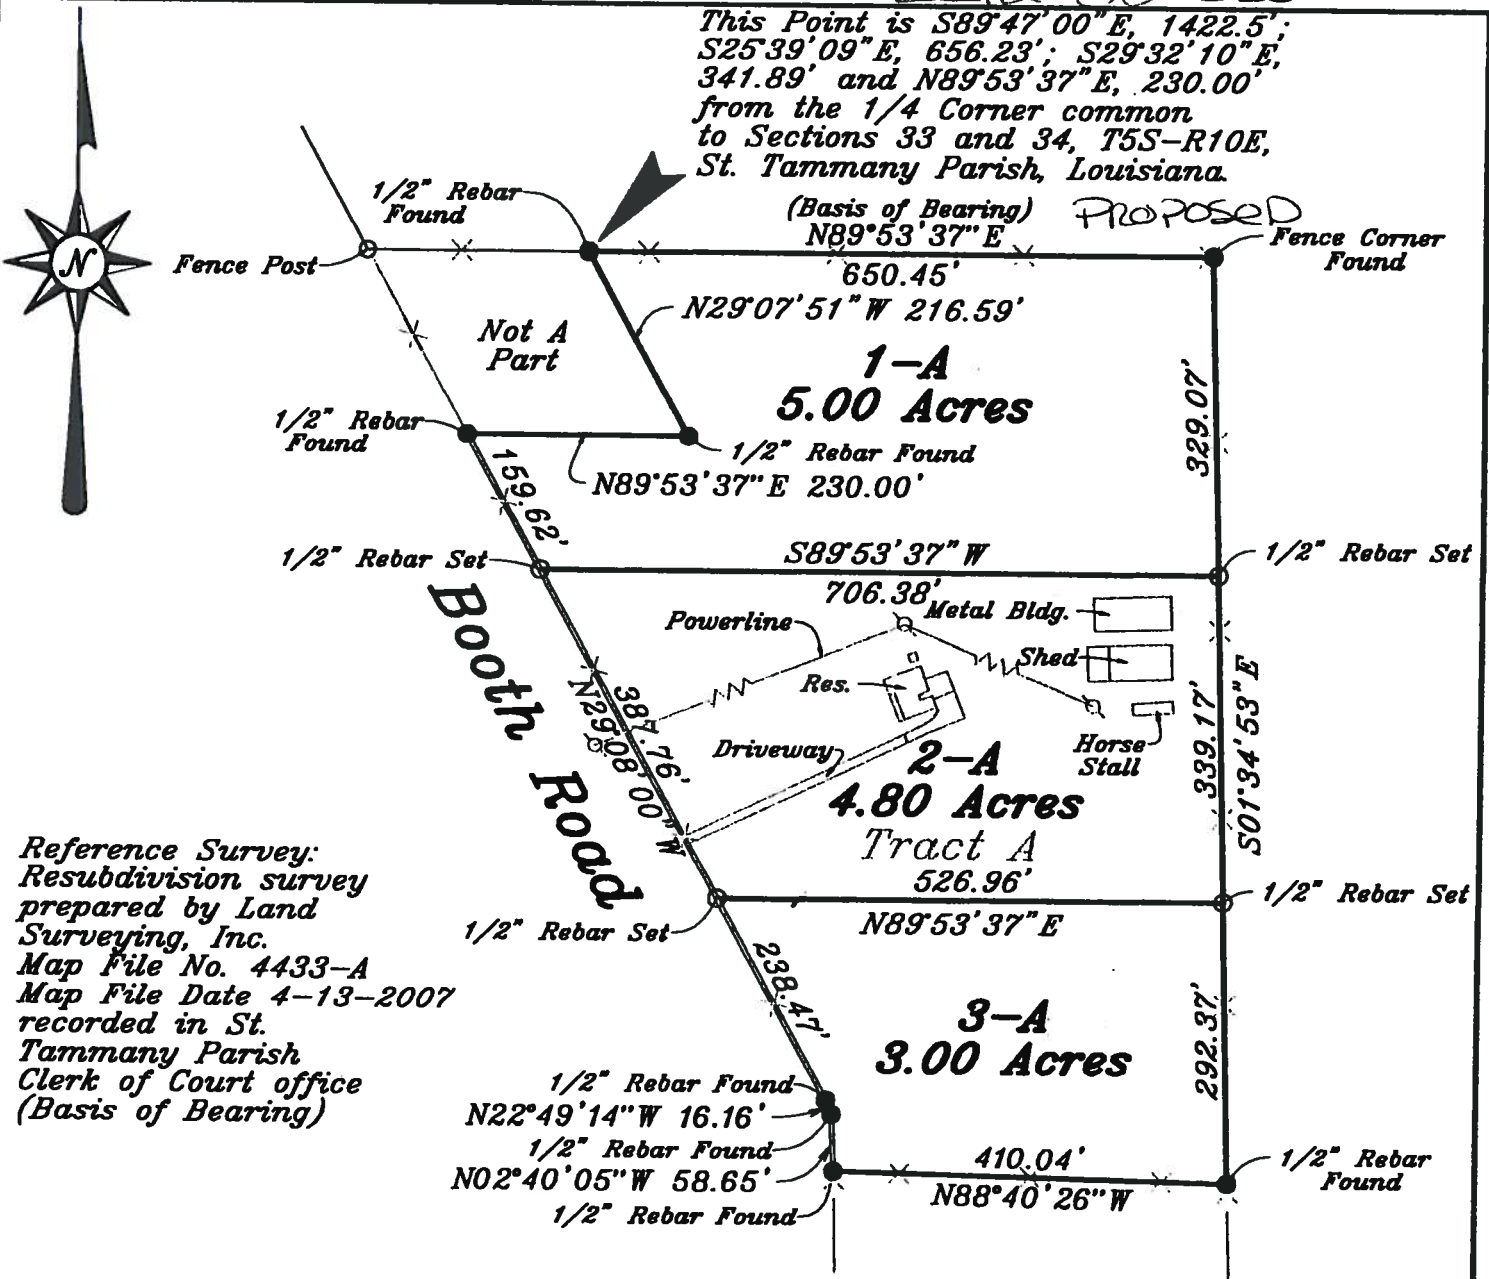 This Point is S89°47'00"E, 1422.5';
S25°39'09"E, 656.23'; S29°32'10"E,
341.89' and N89°53'37"E, 230.00'
from the 1/4 Corner common
to Sections 33 and 34, T5S-R10E,
St. Tammany Parish, Louisiana.
1/2" Rebar
Found
(Basis of Bearing)
PROPOSED
N89°53'37"E
650.45'
Fence Post
Fence Corner
Found
N
N29°07'51"W 216.59'
Not A
Part
1-A
5.00 Acres
329.07'
1/2" Rebar
Found
1/2" Rebar Found
N89°53'37"E 230.00'
159.62'
1/2" Rebar Set
S89°53'37"W
706.38'
1/2" Rebar Set
Booth Road
Powerline
Metal Bldg.
Shed
Res.
387.76'
N29°08'00"W
Driveway
Horse
Stall
339.17'
S01°34'53"E
2-A
4.80 Acres
Tract A
526.96'
N89°53'37"E
1/2" Rebar Set
1/2" Rebar Set
Reference Survey:
Resubdivision survey
prepared by Land
Surveying, Inc.
Map File No. 4433-A
Map File Date 4-13-2007
recorded in St.
Tammany Parish
Clerk of Court office
(Basis of Bearing)
238.47'
3-A
3.00 Acres
292.37'
1/2" Rebar Found
N22°49'14"W 16.16'
1/2" Rebar Found
N02°40'05"W 58.65'
1/2" Rebar Found
410.04'
N88°40'26"W
1/2" Rebar
Found